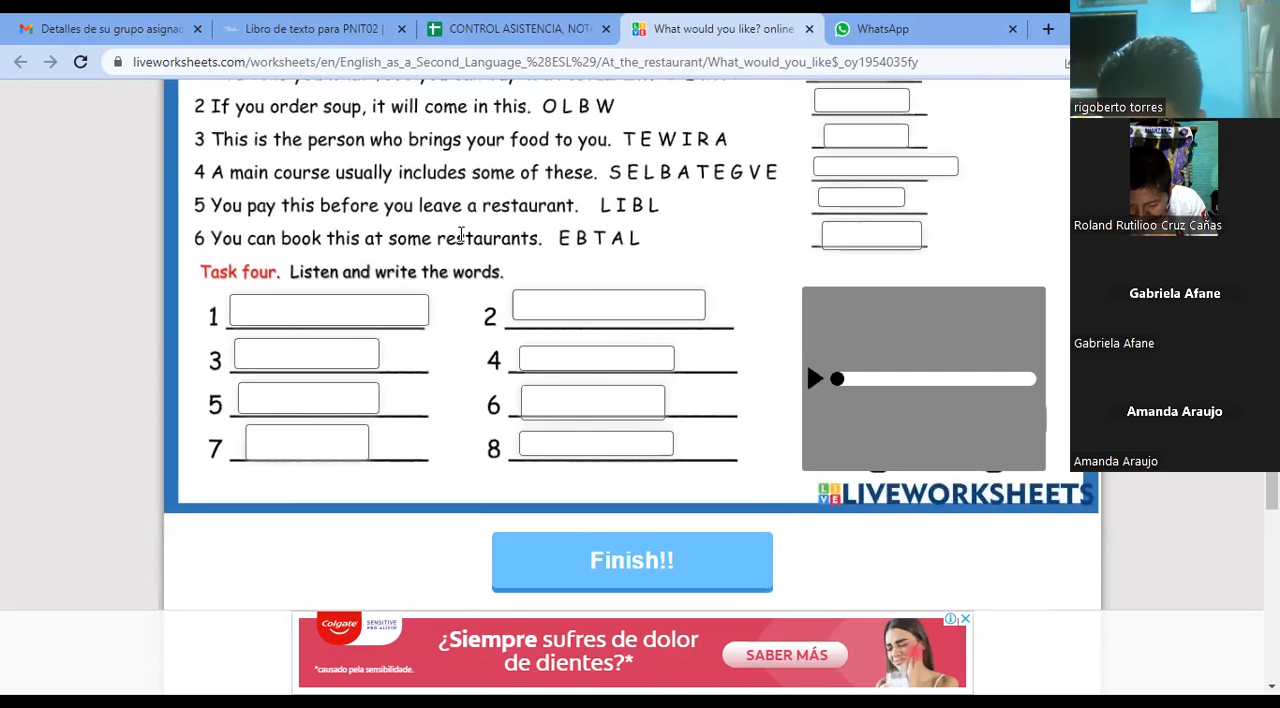 Detalles de su grupo asignac
Libro de texto para PNIT02 |
CONTROL ASISTENCIA, NOTA
What would you like? online
WhatsApp
liveworksheets.com/worksheets/en/English_as_a_Second_Language_%28ESL%29/At_the_restaurant/What_would_you_like$_oy1954035fy
2 If you order soup, it will come in this. O L B W
3 This is the person who brings your food to you. T E W I R A
4 A main course usually includes some of these. S E L B A T E G V E
5 You pay this before you leave a restaurant. L I B L
6 You can book this at some restaurants. E B T A L
Task four. Listen and write the words.
1
2
3
4
5
6
7
8
LIVE LIVEWORKSHEETS
Finish!!
Colgate SENSITIVE PRO-ALIVIO
*causado pela sensibilidade.
¿Siempre sufres de dolor
de dientes?*
SABER MÁS
rigoberto torres
Roland Rutilioo Cruz Cañas
Gabriela Afane
Gabriela Afane
Amanda Araujo
Amanda Araujo